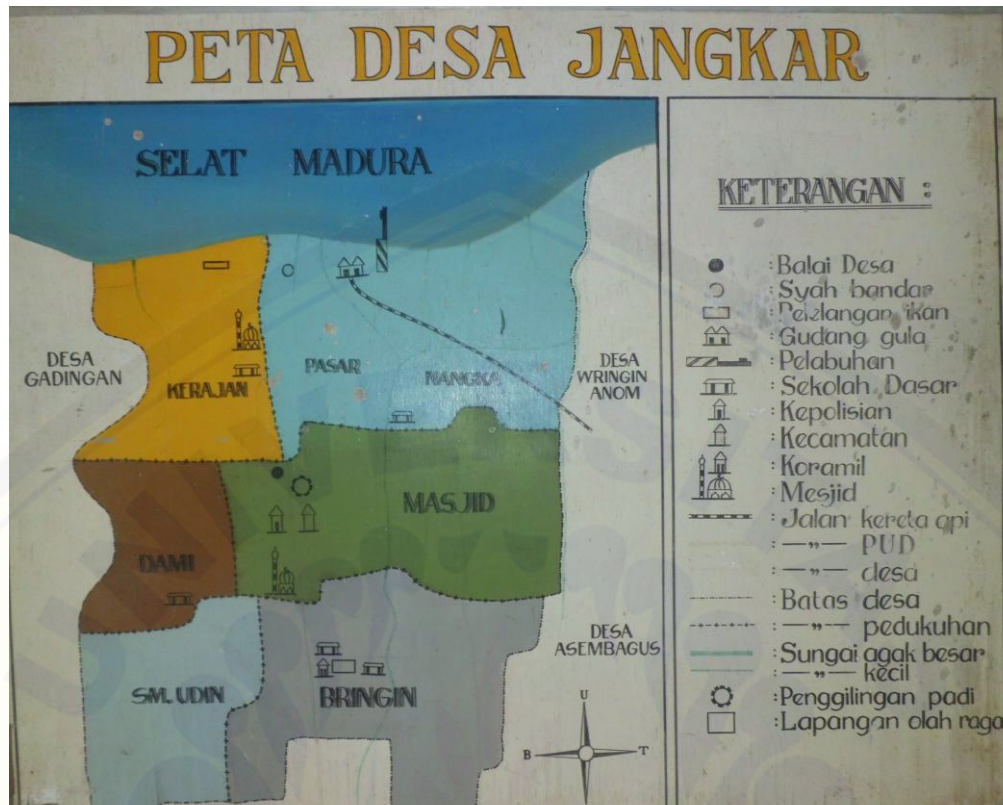 PETA DESA JANGKAR
SELAT MADURA
DESA
GADINGAN
KERAJAN
PASAR
NANGKA
DESA
WRINGIN
ANOM
DAMI
MASJID
SML. UDIN
BRINGIN
DESA
ASEMBAGUS
U
B
T
KETERANGAN :
: Balai Desa
: Syah bandar
: Pelelangan ikan
: Gudang gula
: Pelabuhan
: Sekolah Dasar
: Kepolisian
: Kecamatan
: Koramil
: Mesjid
: Jalan kereta api
: —„— PUD
: —„— desa
: Batas desa
: —„— pedukuhan
: Sungai agak besar
: —„— kecil
: Penggilingan padi
: Lapangan olah raga